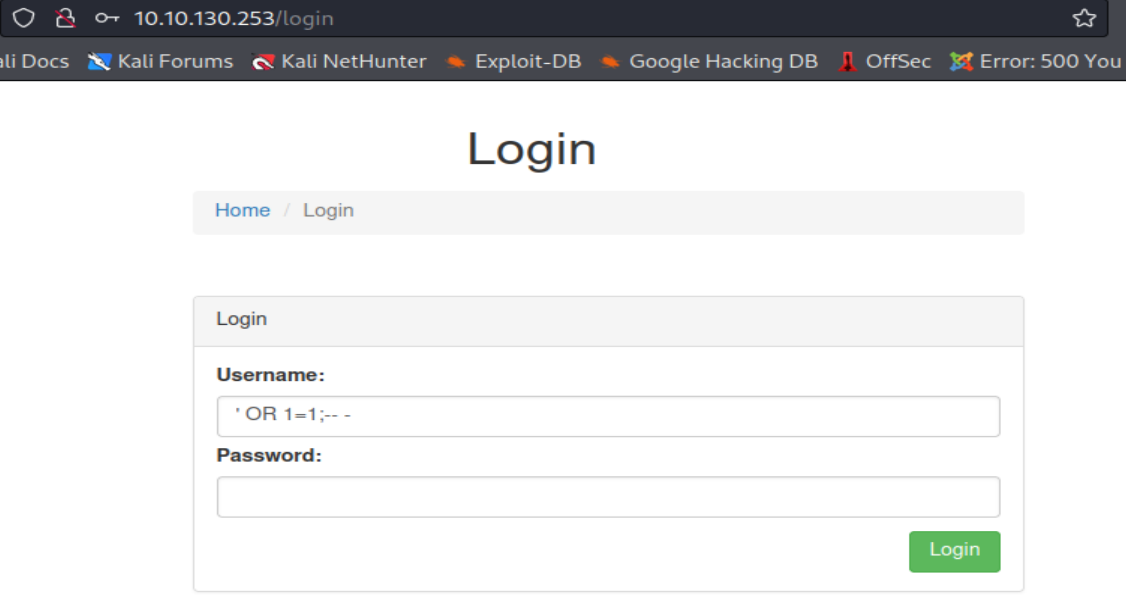 10.10.130.253/login
ali Docs Kali Forums Kali NetHunter Exploit-DB Google Hacking DB OffSec Error: 500 You
Login
Home / Login
Login
Username:
' OR 1=1;-- -
Password:
Login